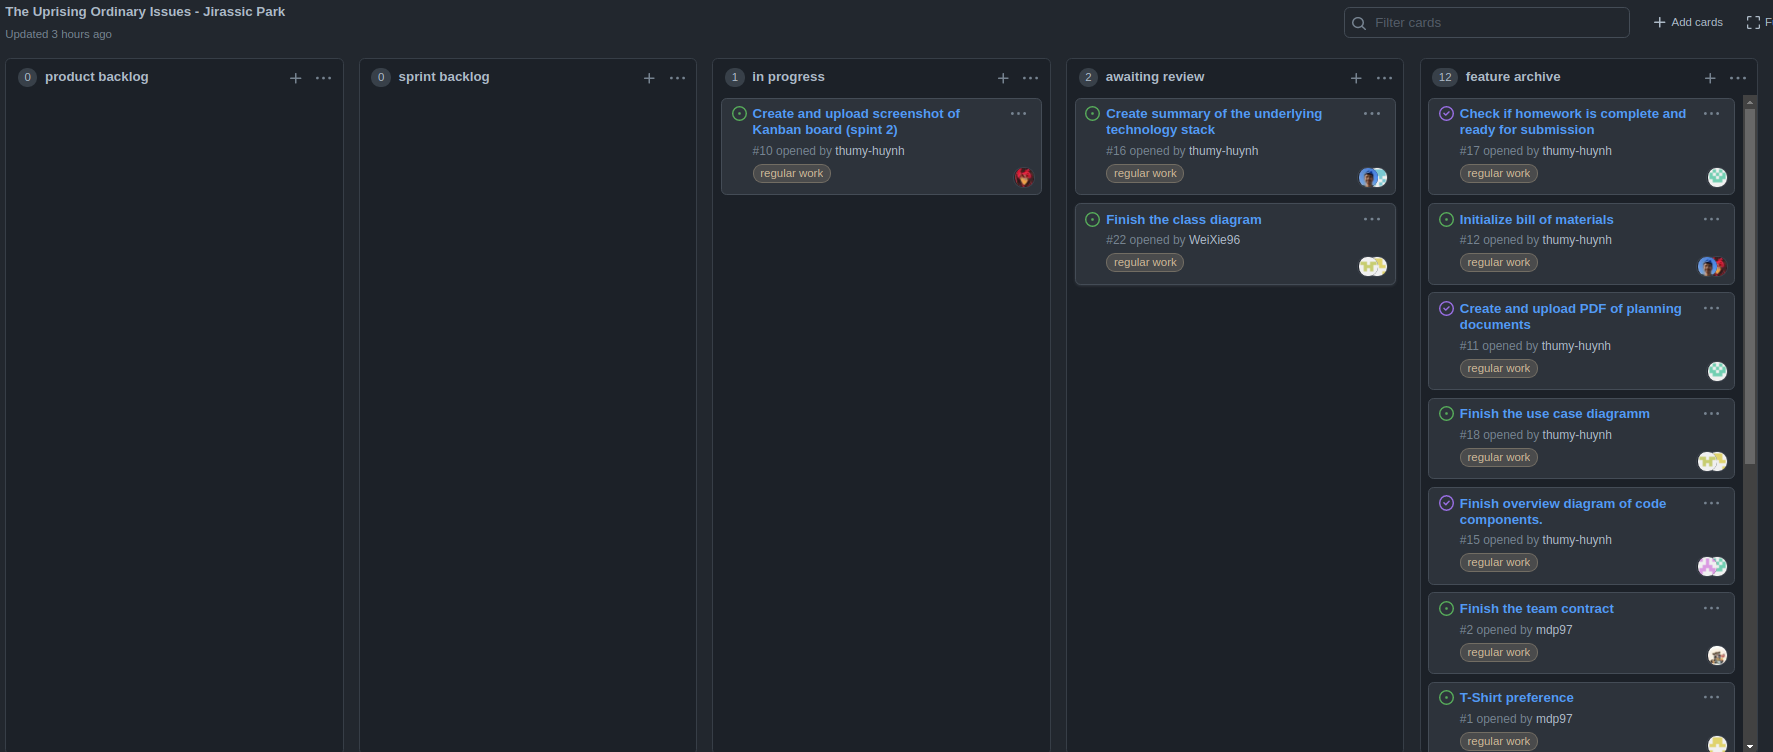 The Uprising Ordinary Issues - Jirassic Park
Updated 3 hours ago
Filter cards
Add cards
F
0 product backlog
0 sprint backlog
1 in progress
Create and upload screenshot of
Kanban board (spint 2)
#10 opened by thumy-huynh
regular work
2 awaiting review
Create summary of the underlying
technology stack
#16 opened by thumy-huynh
regular work
Finish the class diagram
#22 opened by WeiXie96
regular work
12 feature archive
Check if homework is complete and
ready for submission
#17 opened by thumy-huynh
regular work
Initialize bill of materials
#12 opened by thumy-huynh
regular work
Create and upload PDF of planning
documents
#11 opened by thumy-huynh
regular work
Finish the use case diagramm
#18 opened by thumy-huynh
regular work
Finish overview diagram of code
components.
#15 opened by thumy-huynh
regular work
Finish the team contract
#2 opened by mdp97
regular work
T-Shirt preference
#1 opened by mdp97
regular work